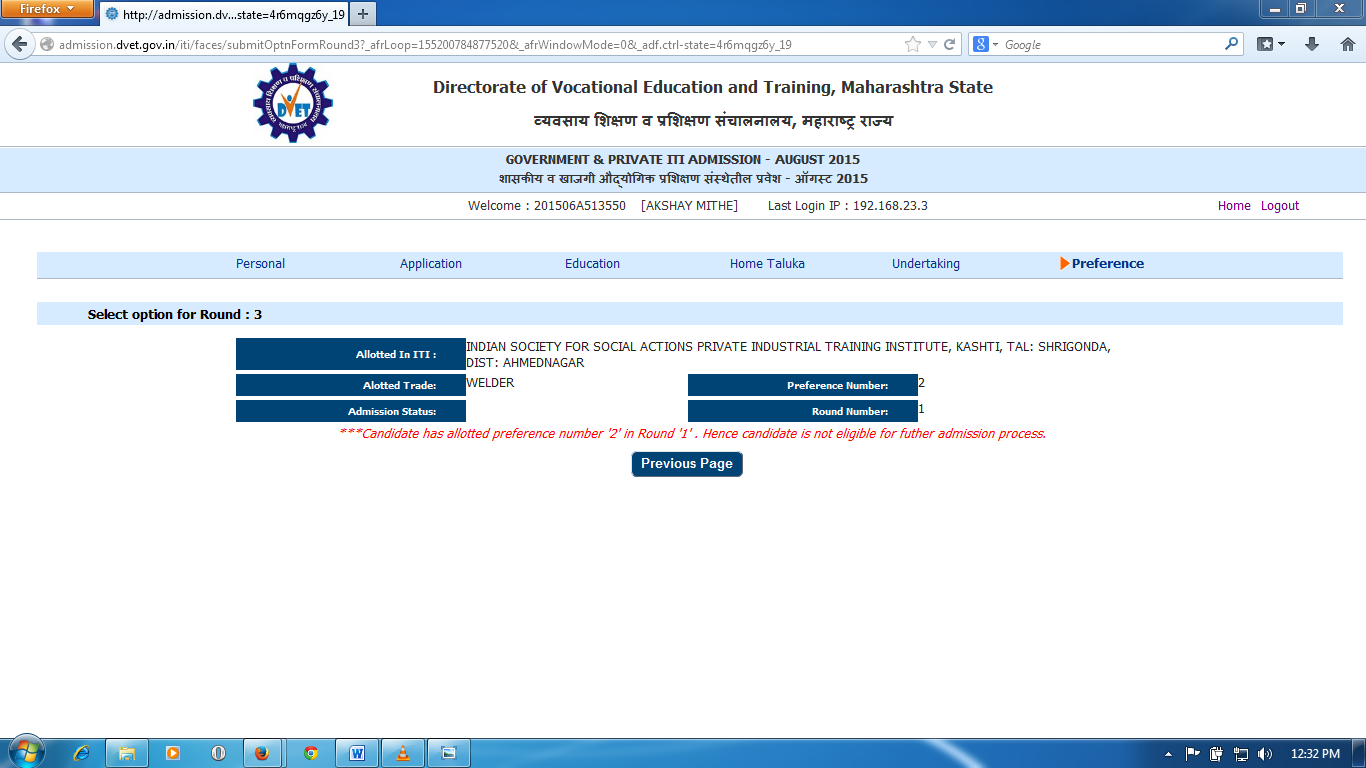 Firefox
http://admission.dv...state=4r6mqgz6y_19
admission.dvet.gov.in/iti/faces/submitOptnFormRound3?_afrLoop=155200784877520&_afrWindowMode=0&_adf.ctrl-state=4r6mqgz6y_19
Google
DVET
Directorate of Vocational Education and Training, Maharashtra State
व्यवसाय शिक्षण व प्रशिक्षण संचालनालय, महाराष्ट्र राज्य
GOVERNMENT & PRIVATE ITI ADMISSION - AUGUST 2015
शासकीय व खाजगी औद्योगिक प्रशिक्षण संस्थेतील प्रवेश - ऑगस्ट 2015
Welcome : 201506A513550 [AKSHAY MITHE] Last Login IP : 192.168.23.3 Home Logout
Personal Application Education Home Taluka Undertaking Preference
Select option for Round : 3
Allotted In ITI : INDIAN SOCIETY FOR SOCIAL ACTIONS PRIVATE INDUSTRIAL TRAINING INSTITUTE, KASHTI, TAL: SHRIGONDA,
DIST: AHMEDNAGAR
Alotted Trade: WELDER Preference Number: 2
Admission Status: Round Number: 1
***Candidate has allotted preference number '2' in Round '1' . Hence candidate is not eligible for futher admission process.
Previous Page
12:32 PM